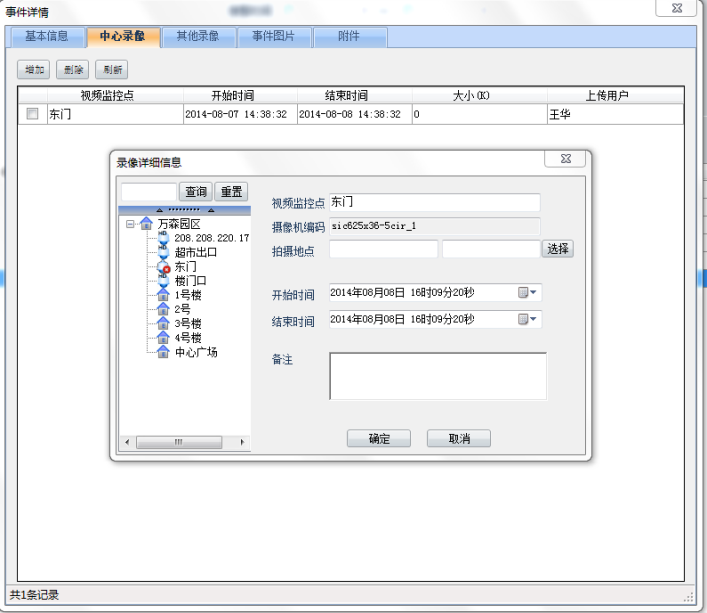 事件详情
基本信息 中心录像 其他录像 事件图片 附件
增加 删除 刷新
视频监控点 开始时间 结束时间 大小(K) 上传用户
东门 2014-08-07 14:38:32 2014-08-08 14:38:32 0 王华
录像详细信息
查询 重置
万森园区
208.208.220.17
超市出口
东门
楼门口
1号楼
2号
3号楼
4号楼
中心广场
视频监控点 东门
摄像机编码 sic625x36-5cir_1
拍摄地点 选择
开始时间 2014年08月08日 16时09分20秒
结束时间 2014年08月08日 16时09分20秒
备注
确定 取消
共1条记录